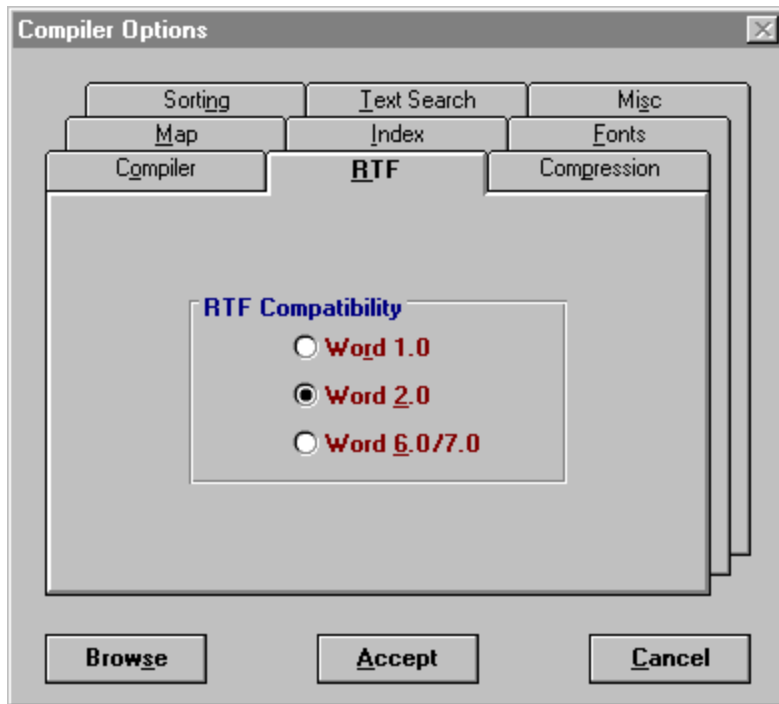 Compiler Options
Sorting Text Search Misc
Map Index Fonts
Compiler RTF Compression
RTF Compatibility
Word 1.0
Word 2.0
Word 6.0/7.0
Browse Accept Cancel